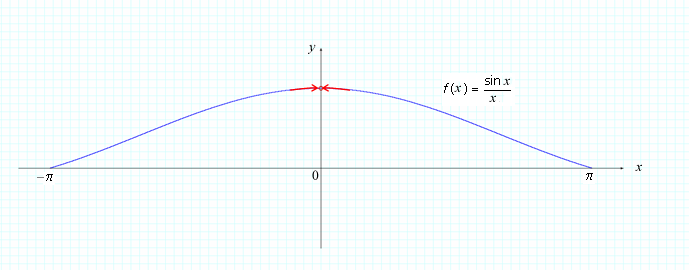 y
f(x) = sin x / x
x
−π
0
π